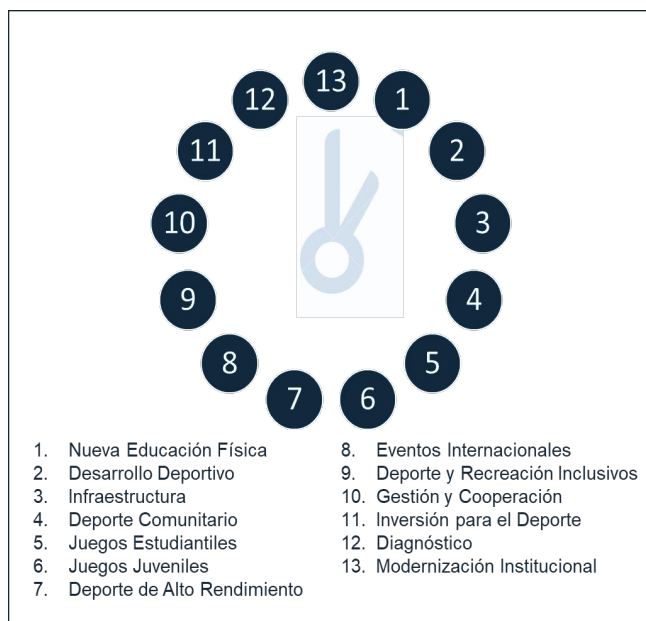 13
12
1
11
2
10
3
9
4
8
5
7
6
1. Nueva Educación Física
2. Desarrollo Deportivo
3. Infraestructura
4. Deporte Comunitario
5. Juegos Estudiantiles
6. Juegos Juveniles
7. Deporte de Alto Rendimiento
8. Eventos Internacionales
9. Deporte y Recreación Inclusivos
10. Gestión y Cooperación
11. Inversión para el Deporte
12. Diagnóstico
13. Modernización Institucional